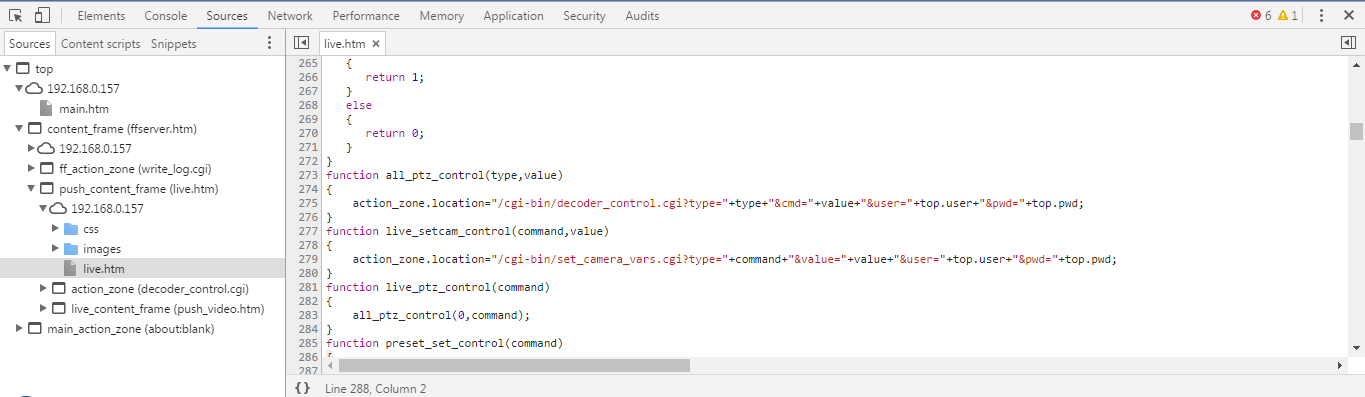 Elements Console Sources Network Performance Memory Application Security Audits 6 1
Sources Content scripts Snippets
top
192.168.0.157
main.htm
content_frame (ffserver.htm)
192.168.0.157
ff_action_zone (write_log.cgi)
push_content_frame (live.htm)
192.168.0.157
css
images
live.htm
action_zone (decoder_control.cgi)
live_content_frame (push_video.htm)
main_action_zone (about:blank)
live.htm
265 {
266 return 1;
267 }
268 else
269 {
270 return 0;
271 }
272 }
273 function all_ptz_control(type,value)
274 {
275 action_zone.location="/cgi-bin/decoder_control.cgi?type="+type+"&cmd="+value+"&user="+top.user+"&pwd="+top.pwd;
276 }
277 function live_setcam_control(command,value)
278 {
279 action_zone.location="/cgi-bin/set_camera_vars.cgi?type="+command+"&value="+value+"&user="+top.user+"&pwd="+top.pwd;
280 }
281 function live_ptz_control(command)
282 {
283 all_ptz_control(0,command);
284 }
285 function preset_set_control(command)
286 {
287
{} Line 288, Column 2